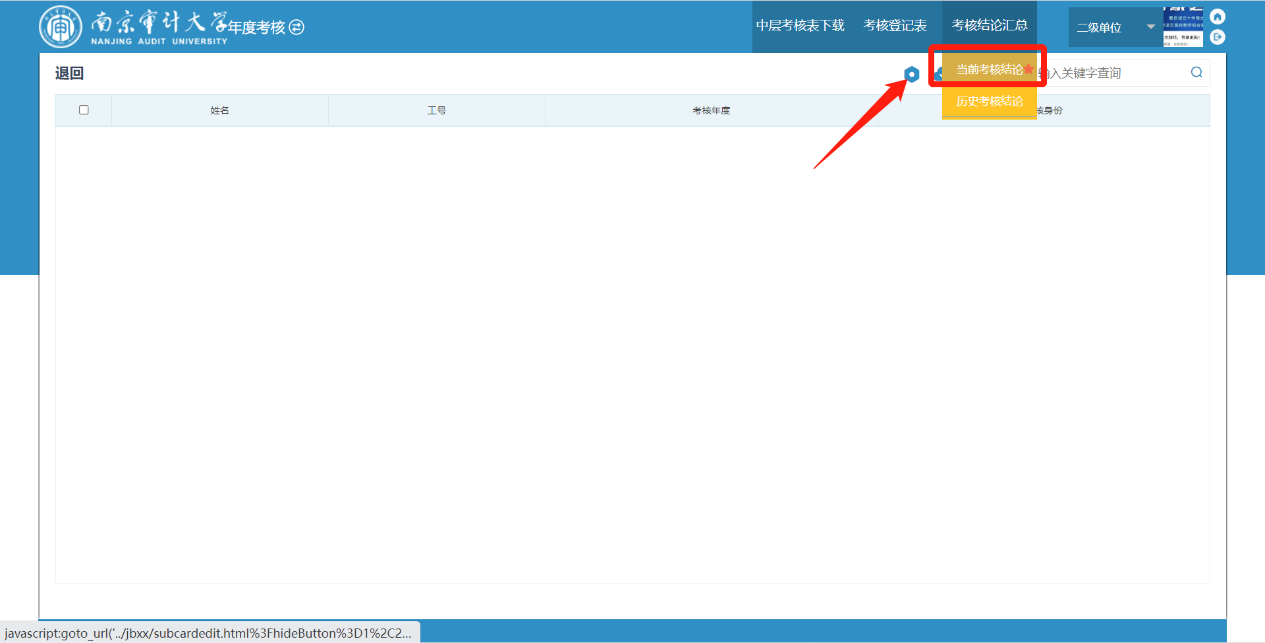 南京审计大学年度考核
NANJING AUDIT UNIVERSITY
中层考核表下载 考核登记表 考核结论汇总 二级单位
退回
当前考核结论
入关键字查询
历史考核结论
姓名 工号 考核年度 身份
javascript:goto_url('../jbxx/subcardedit.html%3FhideButton%3D1%2C2...